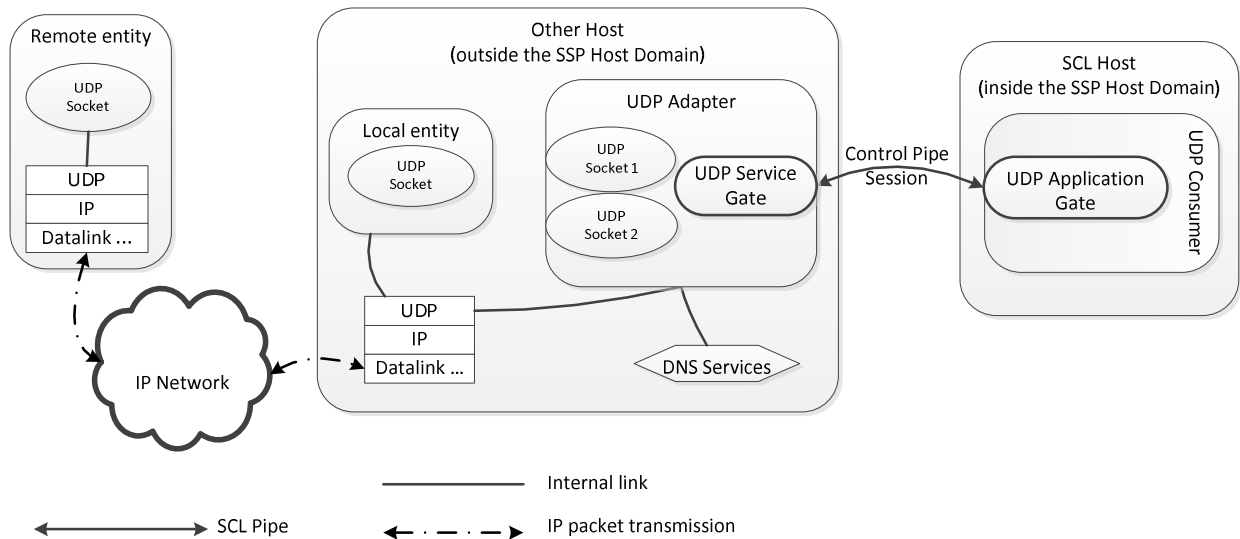 Remote entity
UDP
Socket
UDP
IP
Datalink ...
IP Network
Other Host
(outside the SSP Host Domain)
Local entity
UDP
Socket
UDP Adapter
UDP
Socket 1
UDP
Socket 2
UDP Service
Gate
UDP
IP
Datalink ...
DNS Services
Control Pipe
Session
SCL Host
(inside the SSP Host Domain)
UDP Application
Gate
UDP Consumer
Internal link
SCL Pipe
IP packet transmission